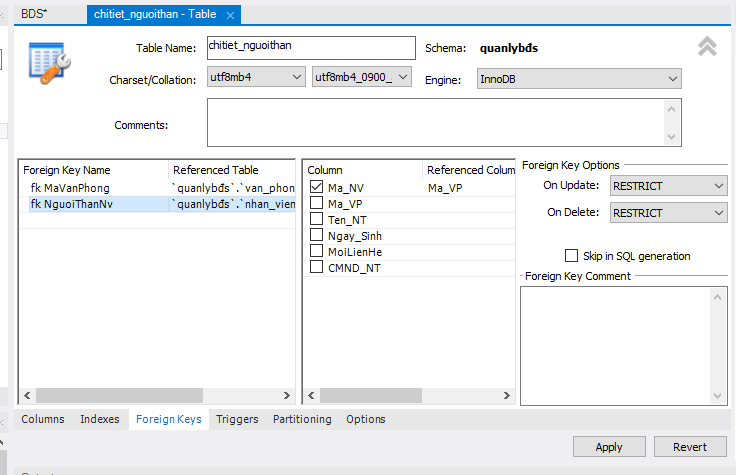 BDS*
chitiet_nguoithan - Table
Table Name: chitiet_nguoithan Schema: quanlybđs
Charset/Collation: utf8mb4 utf8mb4_0900_ Engine: InnoDB
Comments:
Foreign Key Name Referenced Table
fk MaVanPhong `quanlybđs`.`van_phon
fk NguoiThanNv `quanlybđs`.`nhan_vien
Column Referenced Column
Ma_NV Ma_VP
Ma_VP
Ten_NT
Ngay_Sinh
MoiLienHe
CMND_NT
Foreign Key Options
On Update: RESTRICT
On Delete: RESTRICT
Skip in SQL generation
Foreign Key Comment
Columns Indexes Foreign Keys Triggers Partitioning Options
Apply Revert